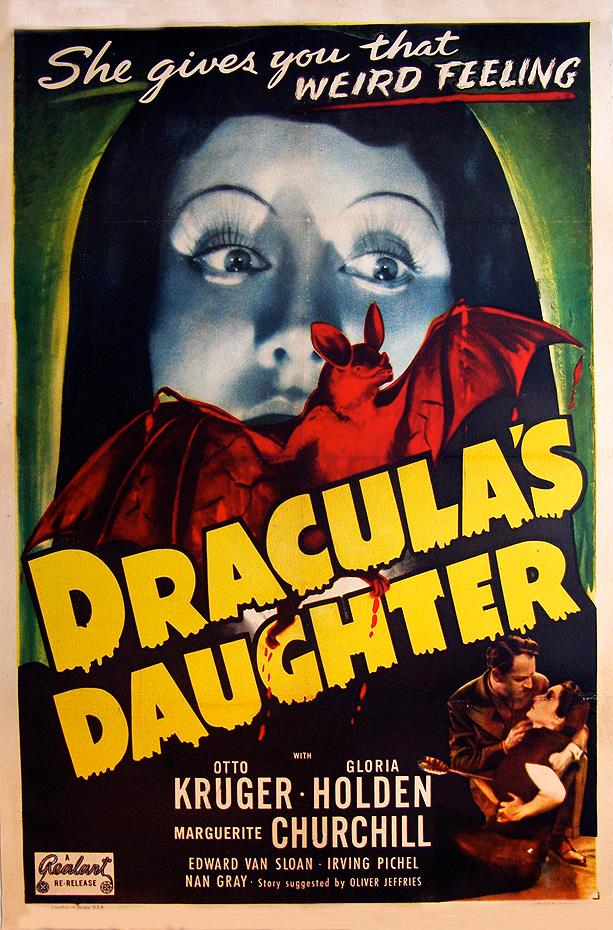 She gives you that
WEIRD FEELING
DRACULA'S
DAUGHTER
WITH
OTTO KRUGER · GLORIA HOLDEN
MARGUERITE CHURCHILL
EDWARD VAN SLOAN · IRVING PICHEL
NAN GRAY · Story suggested by OLIVER JEFFRIES
A
Realart
RE-RELEASE